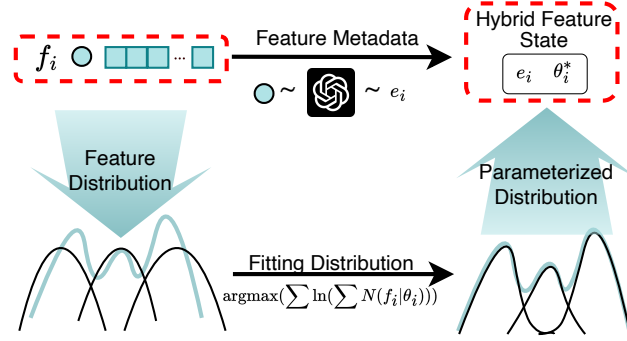 f_i ...
Feature Metadata
~ ~ e_i
Hybrid Feature
State
e_i θ_i^*
Feature
Distribution
Parameterized
Distribution
Fitting Distribution
argmax(∑ ln(∑ N(f_i|θ_i)))